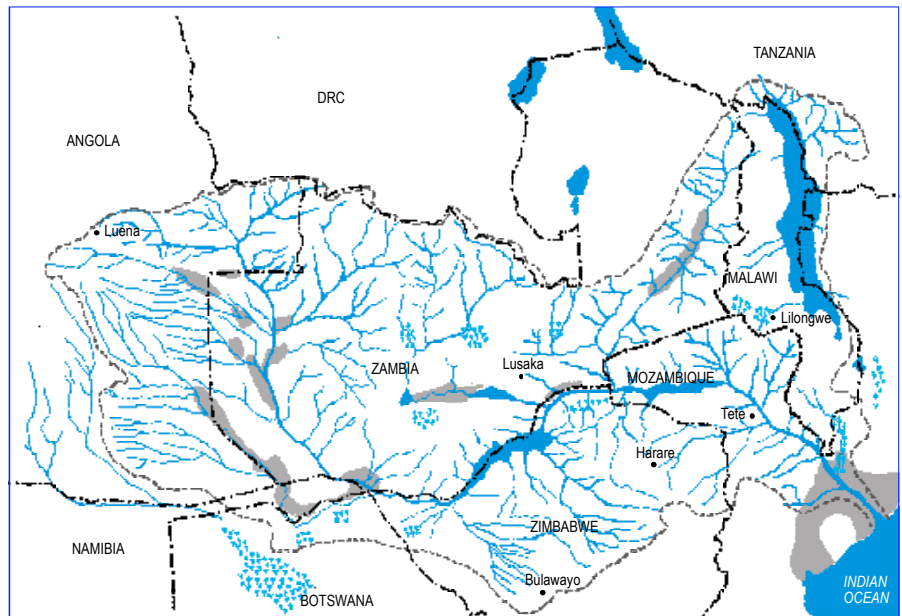 TANZANIA
DRC
ANGOLA
Luena
MALAWI
Lilongwe
Lusaka
ZAMBIA
MOZAMBIQUE
Tete
Harare
ZIMBABWE
NAMIBIA
Bulawayo
BOTSWANA
INDIAN
OCEAN